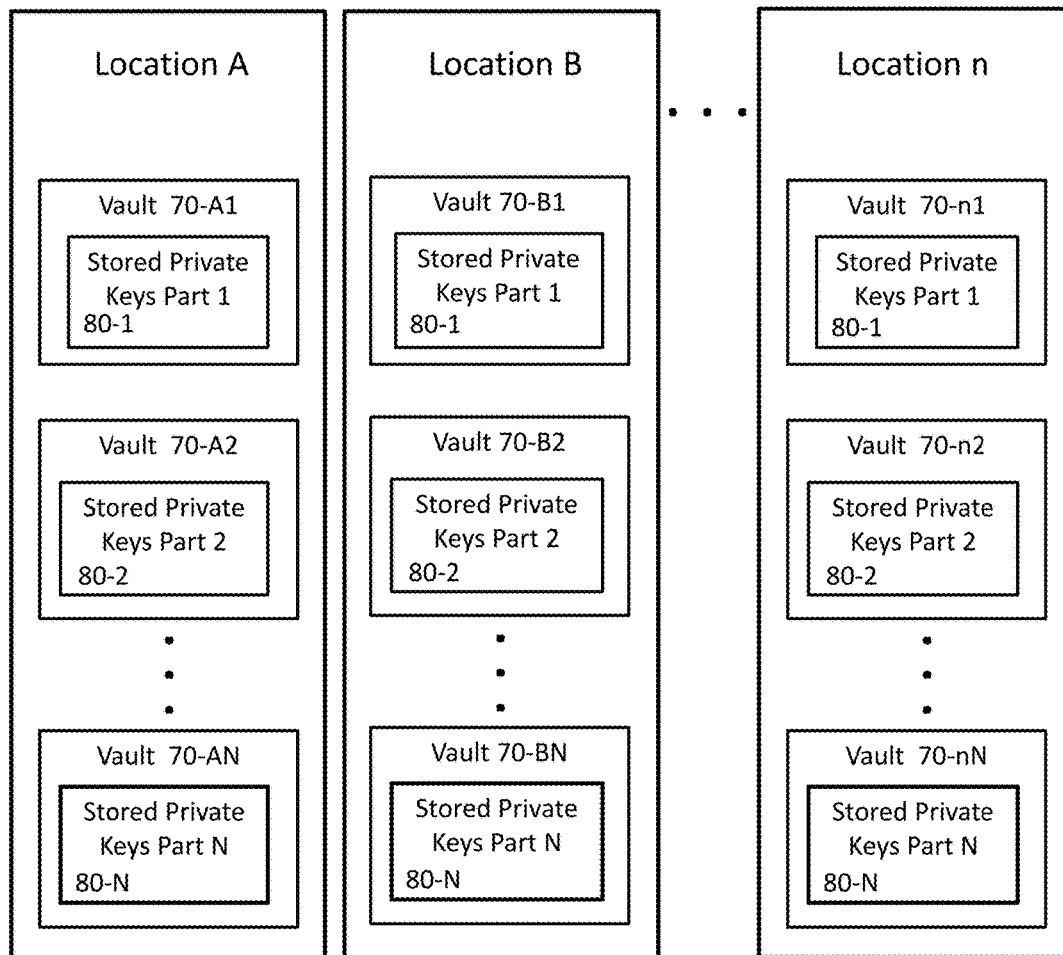 Location A
Vault 70-A1
Stored Private
Keys Part 1
80-1
Vault 70-A2
Stored Private
Keys Part 2
80-2
Vault 70-AN
Stored Private
Keys Part N
80-N
Location B
Vault 70-B1
Stored Private
Keys Part 1
80-1
Vault 70-B2
Stored Private
Keys Part 2
80-2
Vault 70-BN
Stored Private
Keys Part N
80-N
Location n
Vault 70-n1
Stored Private
Keys Part 1
80-1
Vault 70-n2
Stored Private
Keys Part 2
80-2
Vault 70-nN
Stored Private
Keys Part N
80-N